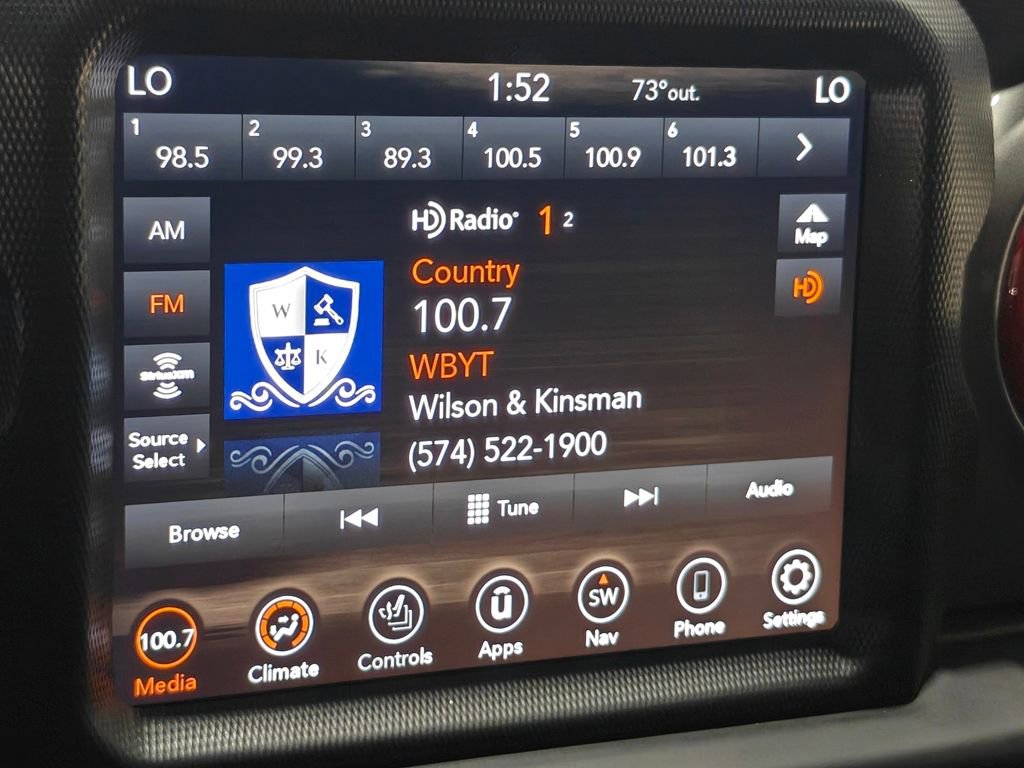 LO 1:52 73°out. LO
1 2 3 4 5 6
98.5 99.3 89.3 100.5 100.9 101.3
AM
FM
SiriusXM
Source
Select
HD Radio 1 2
Country
100.7
WBYT
Wilson & Kinsman
(574) 522-1900
W
K
Map
HD
Browse Tune Audio
100.7 SW
Media Climate Controls Apps Nav Phone Settings